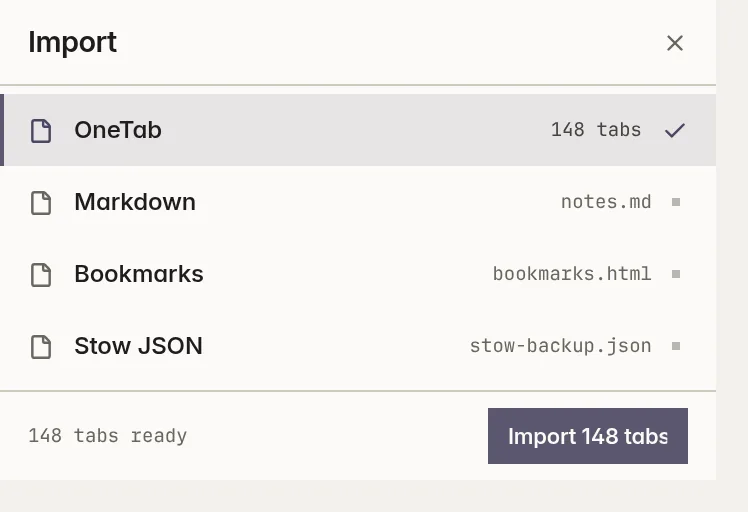 Import
OneTab 148 tabs
Markdown notes.md
Bookmarks bookmarks.html
Stow JSON stow-backup.json
148 tabs ready Import 148 tabs